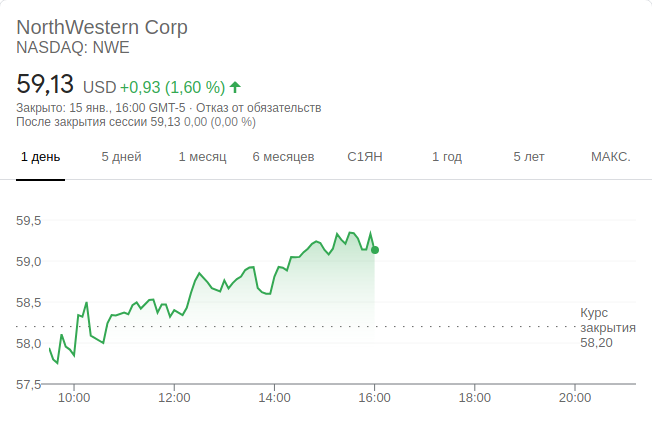 NorthWestern Corp
NASDAQ: NWE
59,13 USD +0,93 (1,60 %)
Закрыто: 15 янв., 16:00 GMT-5 · Отказ от обязательств
После закрытия сессии 59,13 0,00 (0,00 %)
1 день 5 дней 1 месяц 6 месяцев С1ЯН 1 год 5 лет МАКС.
59,5
59,0
58,5
58,0
57,5
Курс
закрытия
58,20
10:00 12:00 14:00 16:00 18:00 20:00